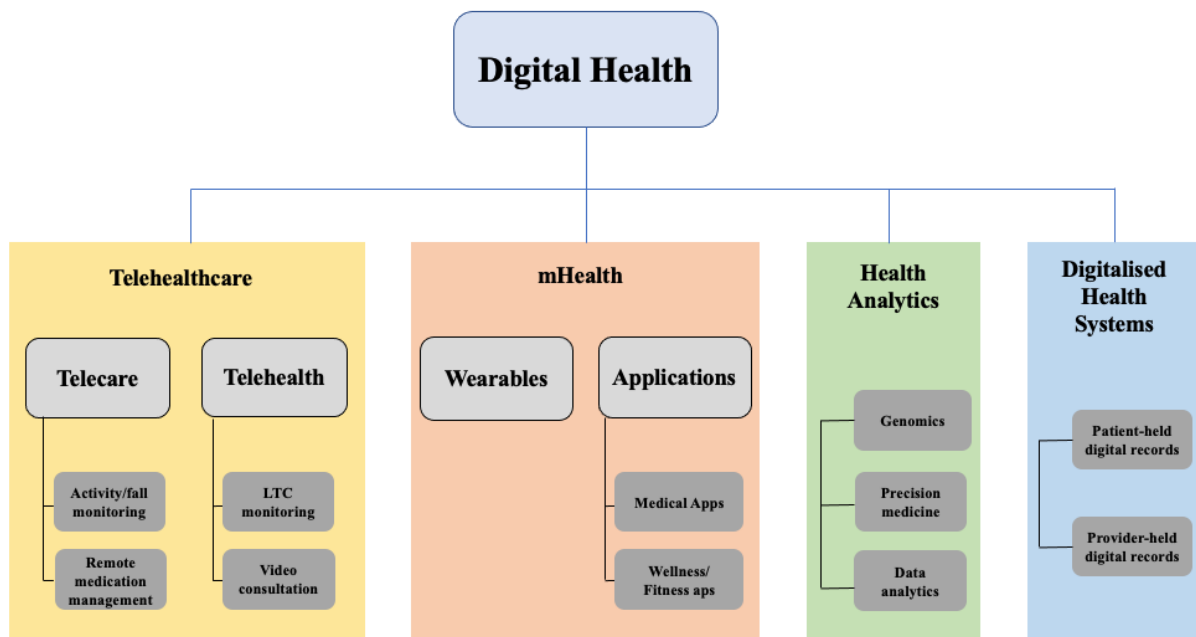 Digital Health
Telehealthcare
Telecare
Activity/fall
monitoring
Remote
medication
management
Telehealth
LTC
monitoring
Video
consultation
mHealth
Wearables
Applications
Medical Apps
Wellness/
Fitness aps
Health
Analytics
Genomics
Precision
medicine
Data
analytics
Digitalised
Health
Systems
Patient-held
digital records
Provider-held
digital records